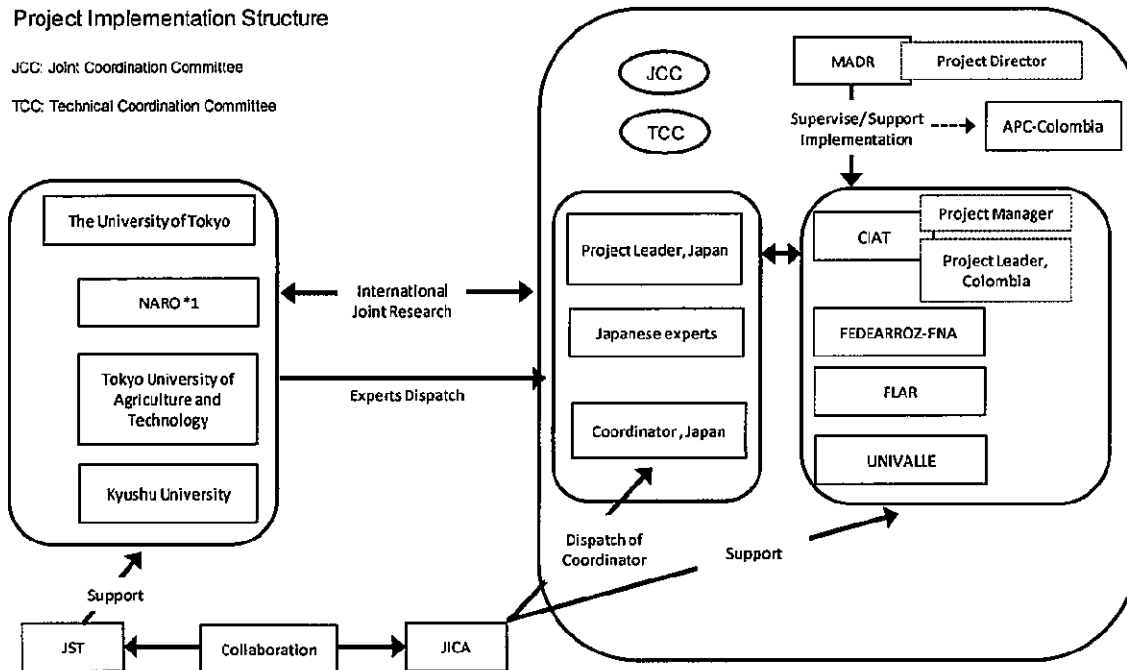 Project Implementation Structure
JCC: Joint Coordination Committee
TCC: Technical Coordination Committee
JCC
TCC
MADR
Project Director
Supervise/Support
Implementation
APC-Colombia
The University of Tokyo
NARO *1
Tokyo University of
Agriculture and
Technology
Kyushu University
International
Joint Research
Experts Dispatch
Project Leader, Japan
Japanese experts
Coordinator, Japan
CIAT
Project Manager
Project Leader,
Colombia
FEDEARROZ-FNA
FLAR
UNIVALLE
Dispatch of
Coordinator
Support
Support
JST
Collaboration
JICA